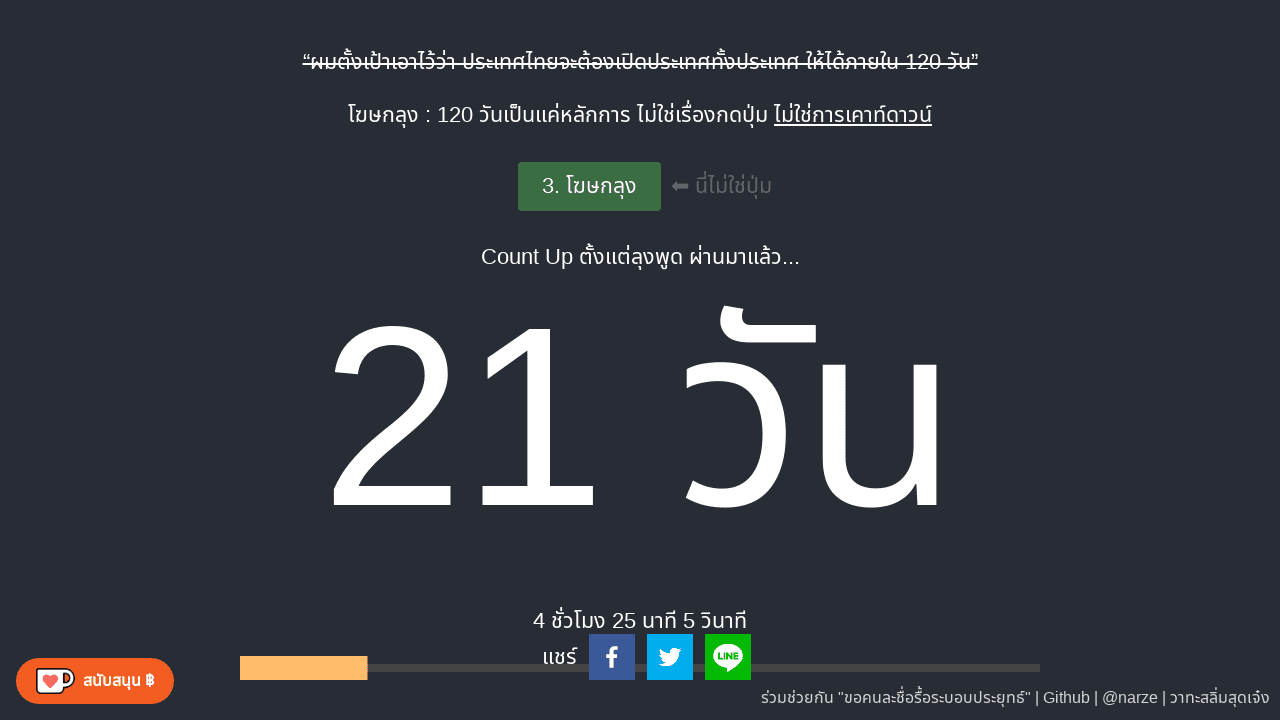 “ผมตั้งเป้าเอาไว้ว่า ประเทศไทยจะต้องเปิดประเทศทั้งประเทศ ให้ได้ภายใน 120 วัน”
โฆษกลุง : 120 วันเป็นแค่หลักการ ไม่ใช่เรื่องกดปุ่ม ไม่ใช่การเคาท์ดาวน์
3. โฆษกลุง ⬅ นี่ไม่ใช่ปุ่ม
Count Up ตั้งแต่ลุงพูด ผ่านมาแล้ว...
21 วัน
4 ชั่วโมง 25 นาที 5 วินาที
แชร์
LINE
สนับสนุน ฿
ร่วมช่วยกัน "ขอคนละชื่อรื้อระบอบประยุทธ์" | Github | @narze | วาทะสลิ่มสุดเจ๋ง